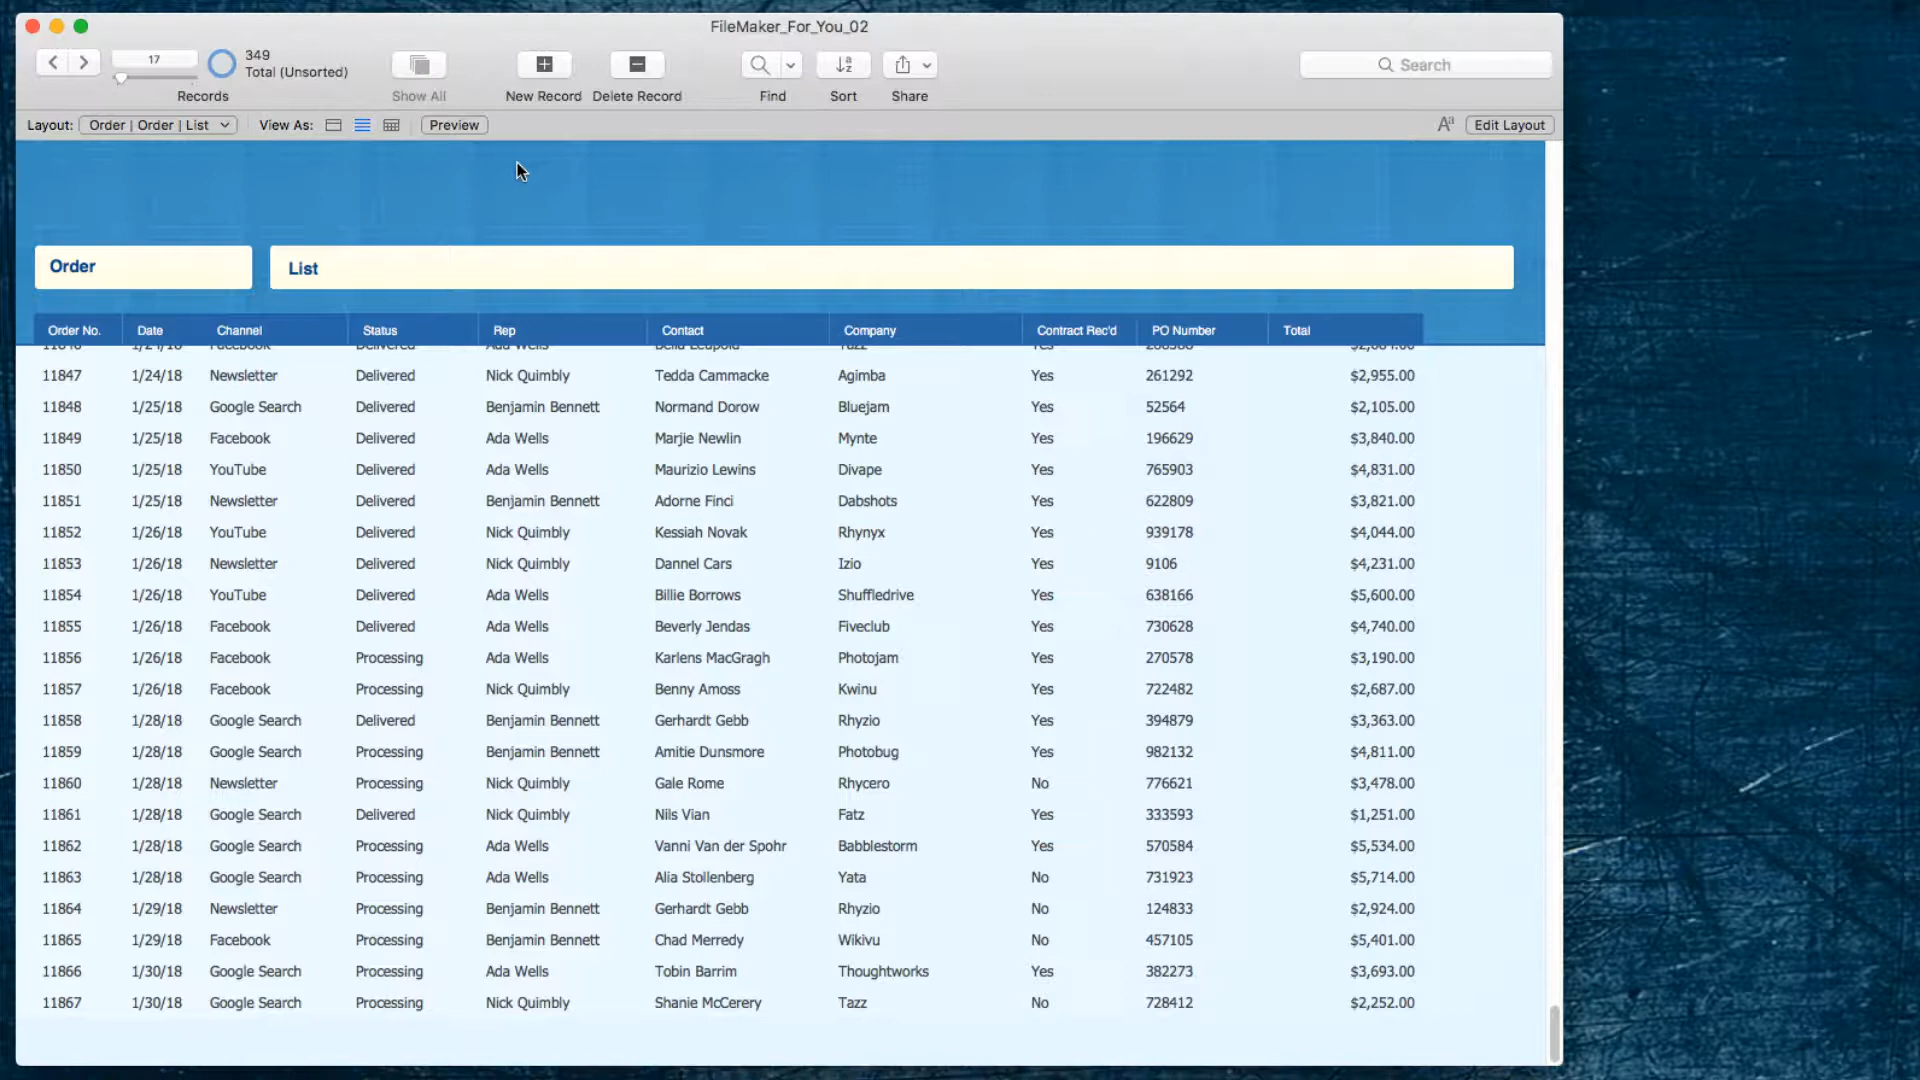 FileMaker_For_You_02
17
349
Total (Unsorted)
Records
Show All
New Record
Delete Record
Find
Sort
Share
Search
Layout: Order | Order | List View As: Preview Aa Edit Layout
Order
List
Order No. Date Channel Status Rep Contact Company Contract Rec'd PO Number Total
11847 1/24/18 Newsletter Delivered Nick Quimbly Tedda Cammacke Agimba Yes 261292 $2,955.00
11848 1/25/18 Google Search Delivered Benjamin Bennett Normand Dorow Bluejam Yes 52564 $2,105.00
11849 1/25/18 Facebook Delivered Ada Wells Marjie Newlin Mynte Yes 196629 $3,840.00
11850 1/25/18 YouTube Delivered Ada Wells Maurizio Lewins Divape Yes 765903 $4,831.00
11851 1/25/18 Newsletter Delivered Benjamin Bennett Adorne Finci Dabshots Yes 622809 $3,821.00
11852 1/26/18 YouTube Delivered Nick Quimbly Kessiah Novak Rhynyx Yes 939178 $4,044.00
11853 1/26/18 Newsletter Delivered Nick Quimbly Dannel Cars Izio Yes 9106 $4,231.00
11854 1/26/18 YouTube Delivered Ada Wells Billie Borrows Shuffledrive Yes 638166 $5,600.00
11855 1/26/18 Facebook Delivered Ada Wells Beverly Jendas Fiveclub Yes 730628 $4,740.00
11856 1/26/18 Facebook Processing Ada Wells Karlens MacGragh Photojam Yes 270578 $3,190.00
11857 1/26/18 Facebook Processing Nick Quimbly Benny Amoss Kwinu Yes 722482 $2,687.00
11858 1/28/18 Google Search Delivered Benjamin Bennett Gerhardt Gebb Rhyzio Yes 394879 $3,363.00
11859 1/28/18 Google Search Processing Benjamin Bennett Amitie Dunsmore Photobug Yes 982132 $4,811.00
11860 1/28/18 Newsletter Processing Nick Quimbly Gale Rome Rhycero No 776621 $3,478.00
11861 1/28/18 Google Search Delivered Nick Quimbly Nils Vian Fatz Yes 333593 $1,251.00
11862 1/28/18 Google Search Processing Ada Wells Vanni Van der Spohr Babblestorm Yes 570584 $5,534.00
11863 1/28/18 Google Search Processing Ada Wells Alia Stollenberg Yata No 731923 $5,714.00
11864 1/29/18 Newsletter Processing Benjamin Bennett Gerhardt Gebb Rhyzio No 124833 $2,924.00
11865 1/29/18 Facebook Processing Benjamin Bennett Chad Merredy Wikivu No 457105 $5,401.00
11866 1/30/18 Google Search Processing Ada Wells Tobin Barrim Thoughtworks Yes 382273 $3,693.00
11867 1/30/18 Google Search Processing Nick Quimbly Shanie McCerery Tazz No 728412 $2,252.00